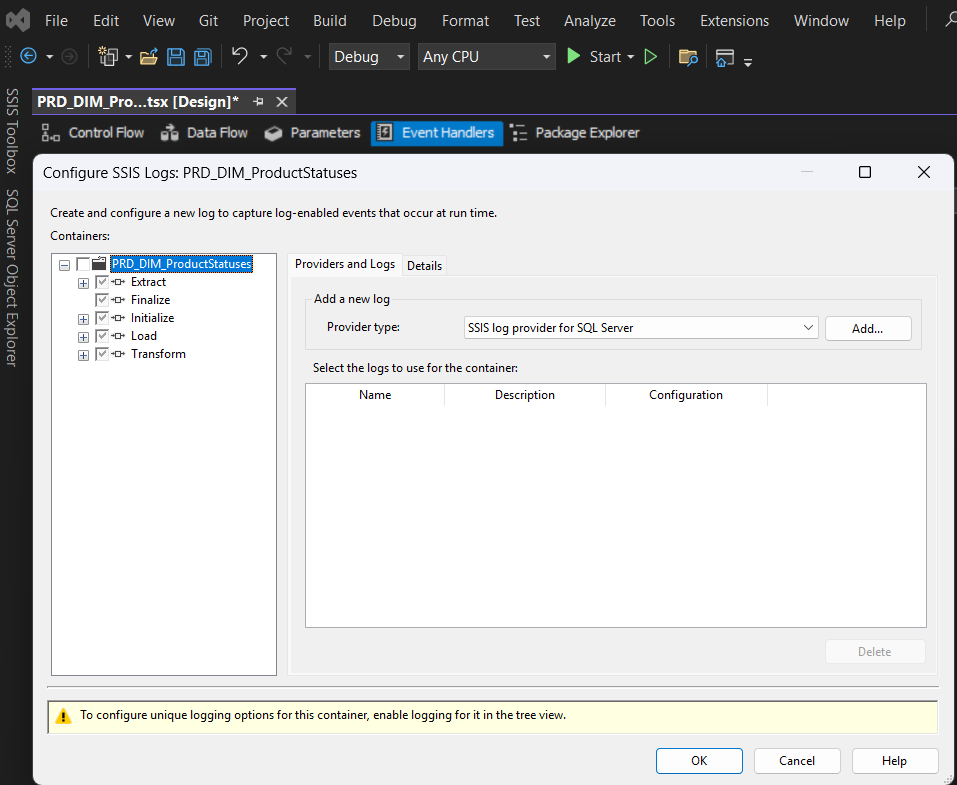 File Edit View Git Project Build Debug Format Test Analyze Tools Extensions Window Help
Debug Any CPU Start
PRD_DIM_Pro...tsx [Design]*
Control Flow Data Flow Parameters Event Handlers Package Explorer
SSIS Toolbox
SQL Server Object Explorer
Configure SSIS Logs: PRD_DIM_ProductStatuses
Create and configure a new log to capture log-enabled events that occur at run time.
Containers:
PRD_DIM_ProductStatuses
Extract
Finalize
Initialize
Load
Transform
Providers and Logs Details
Add a new log
Provider type: SSIS log provider for SQL Server Add...
Select the logs to use for the container:
Name Description Configuration
Delete
To configure unique logging options for this container, enable logging for it in the tree view.
OK Cancel Help